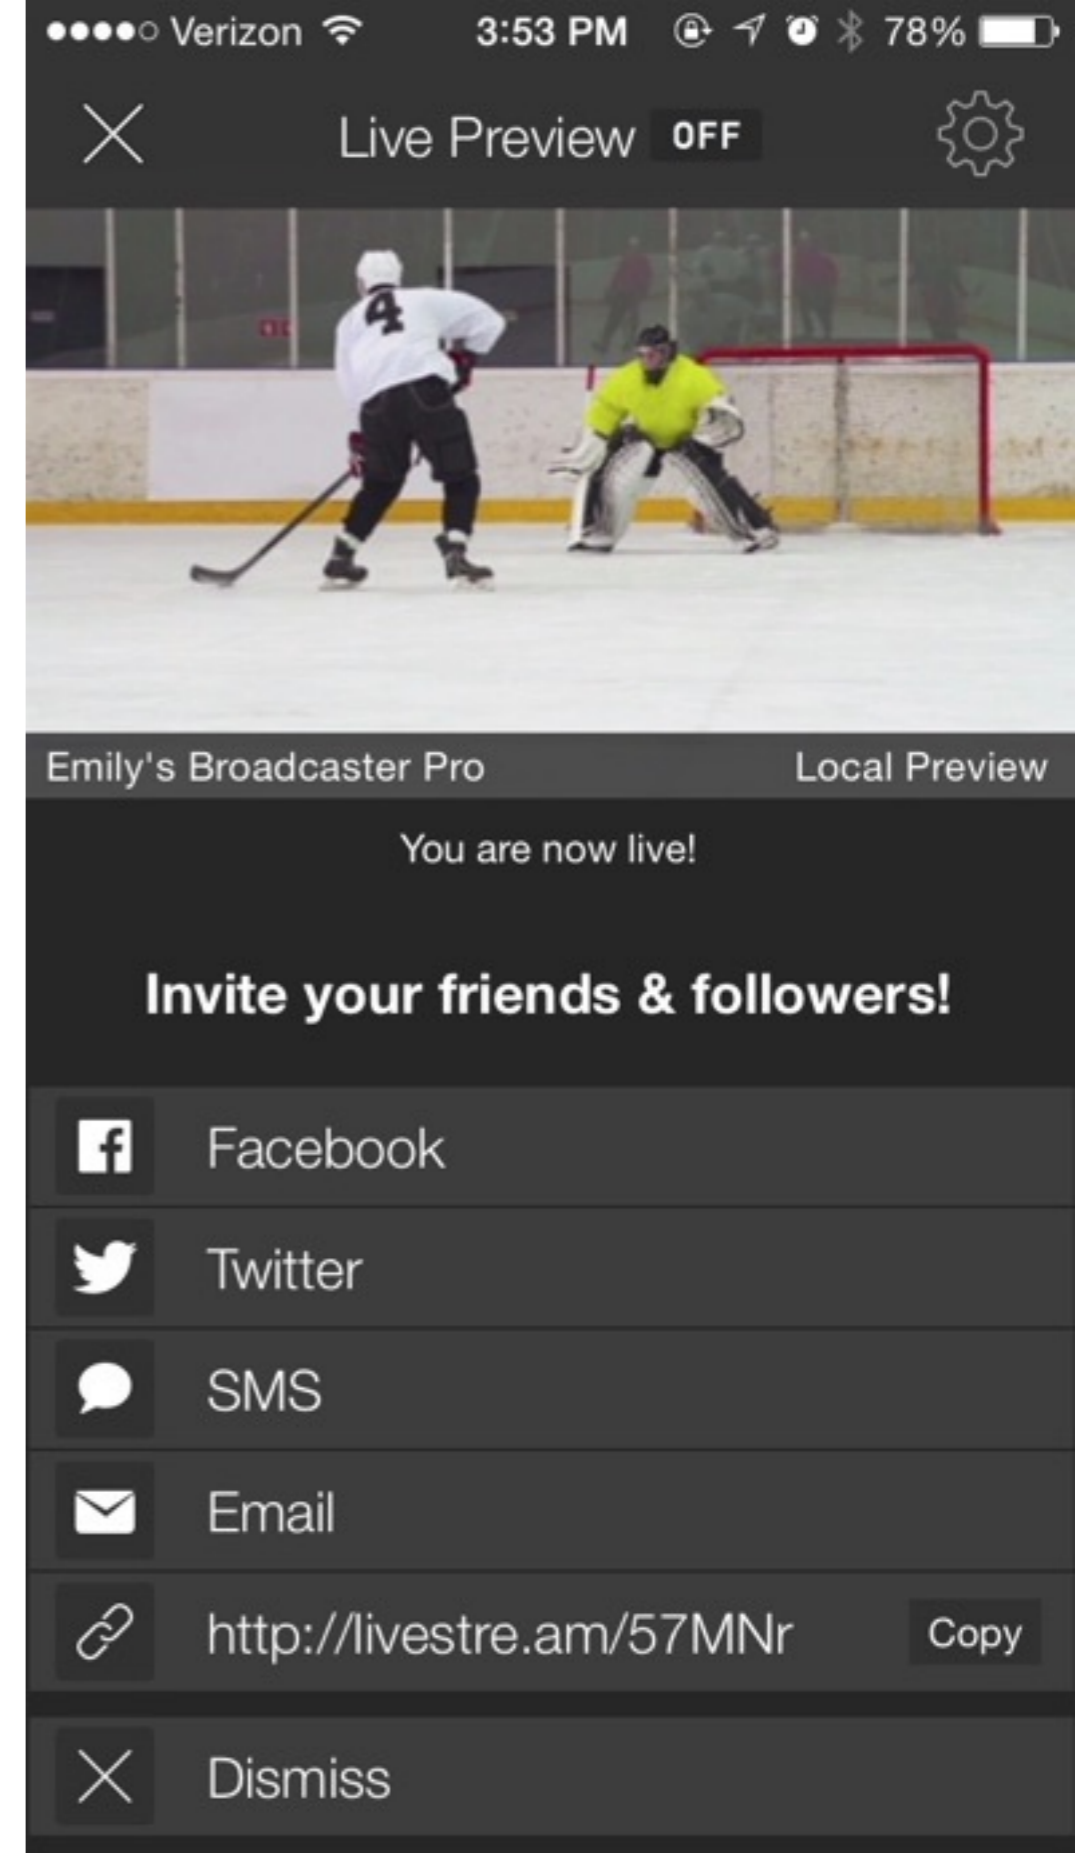 Verizon 3:53 PM 78%
Live Preview OFF
4
Emily's Broadcaster Pro Local Preview
You are now live!
Invite your friends & followers!
Facebook
Twitter
SMS
Email
http://livestre.am/57MNr Copy
Dismiss